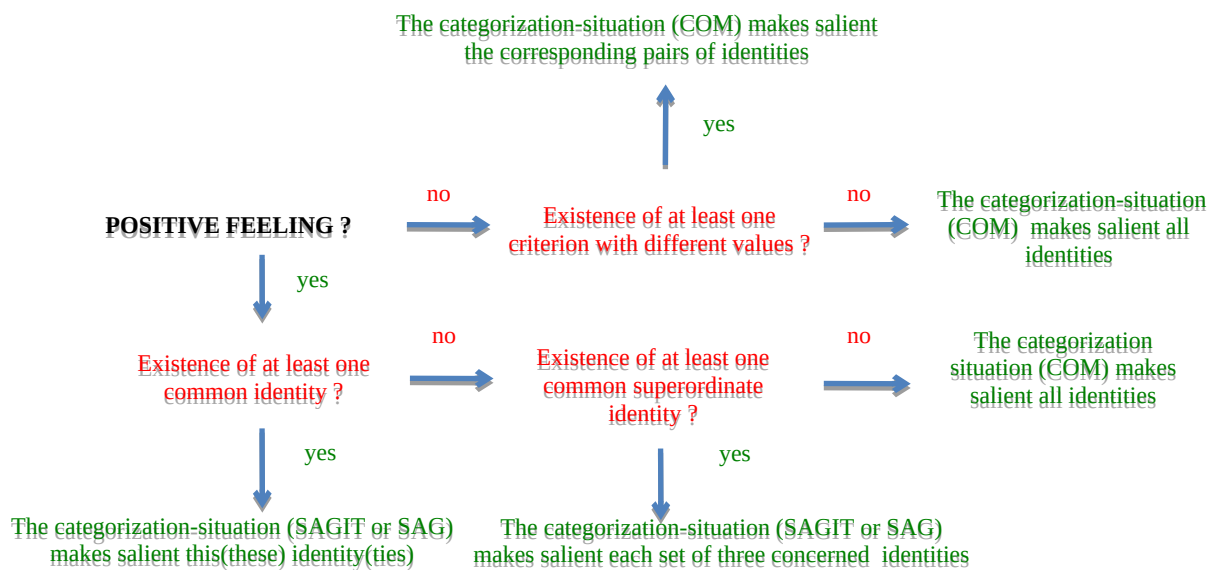 The categorization-situation (COM) makes salient
the corresponding pairs of identities
yes
POSITIVE FEELING ?
no
Existence of at least one
criterion with different values ?
no
The categorization-situation
(COM) makes salient all
identities
yes
Existence of at least one
common identity ?
no
Existence of at least one
common superordinate
identity ?
no
The categorization
situation (COM) makes
salient all identities
yes
yes
The categorization-situation (SAGIT or SAG)
makes salient this(these) identity(ties)
The categorization-situation (SAGIT or SAG)
makes salient each set of three concerned identities